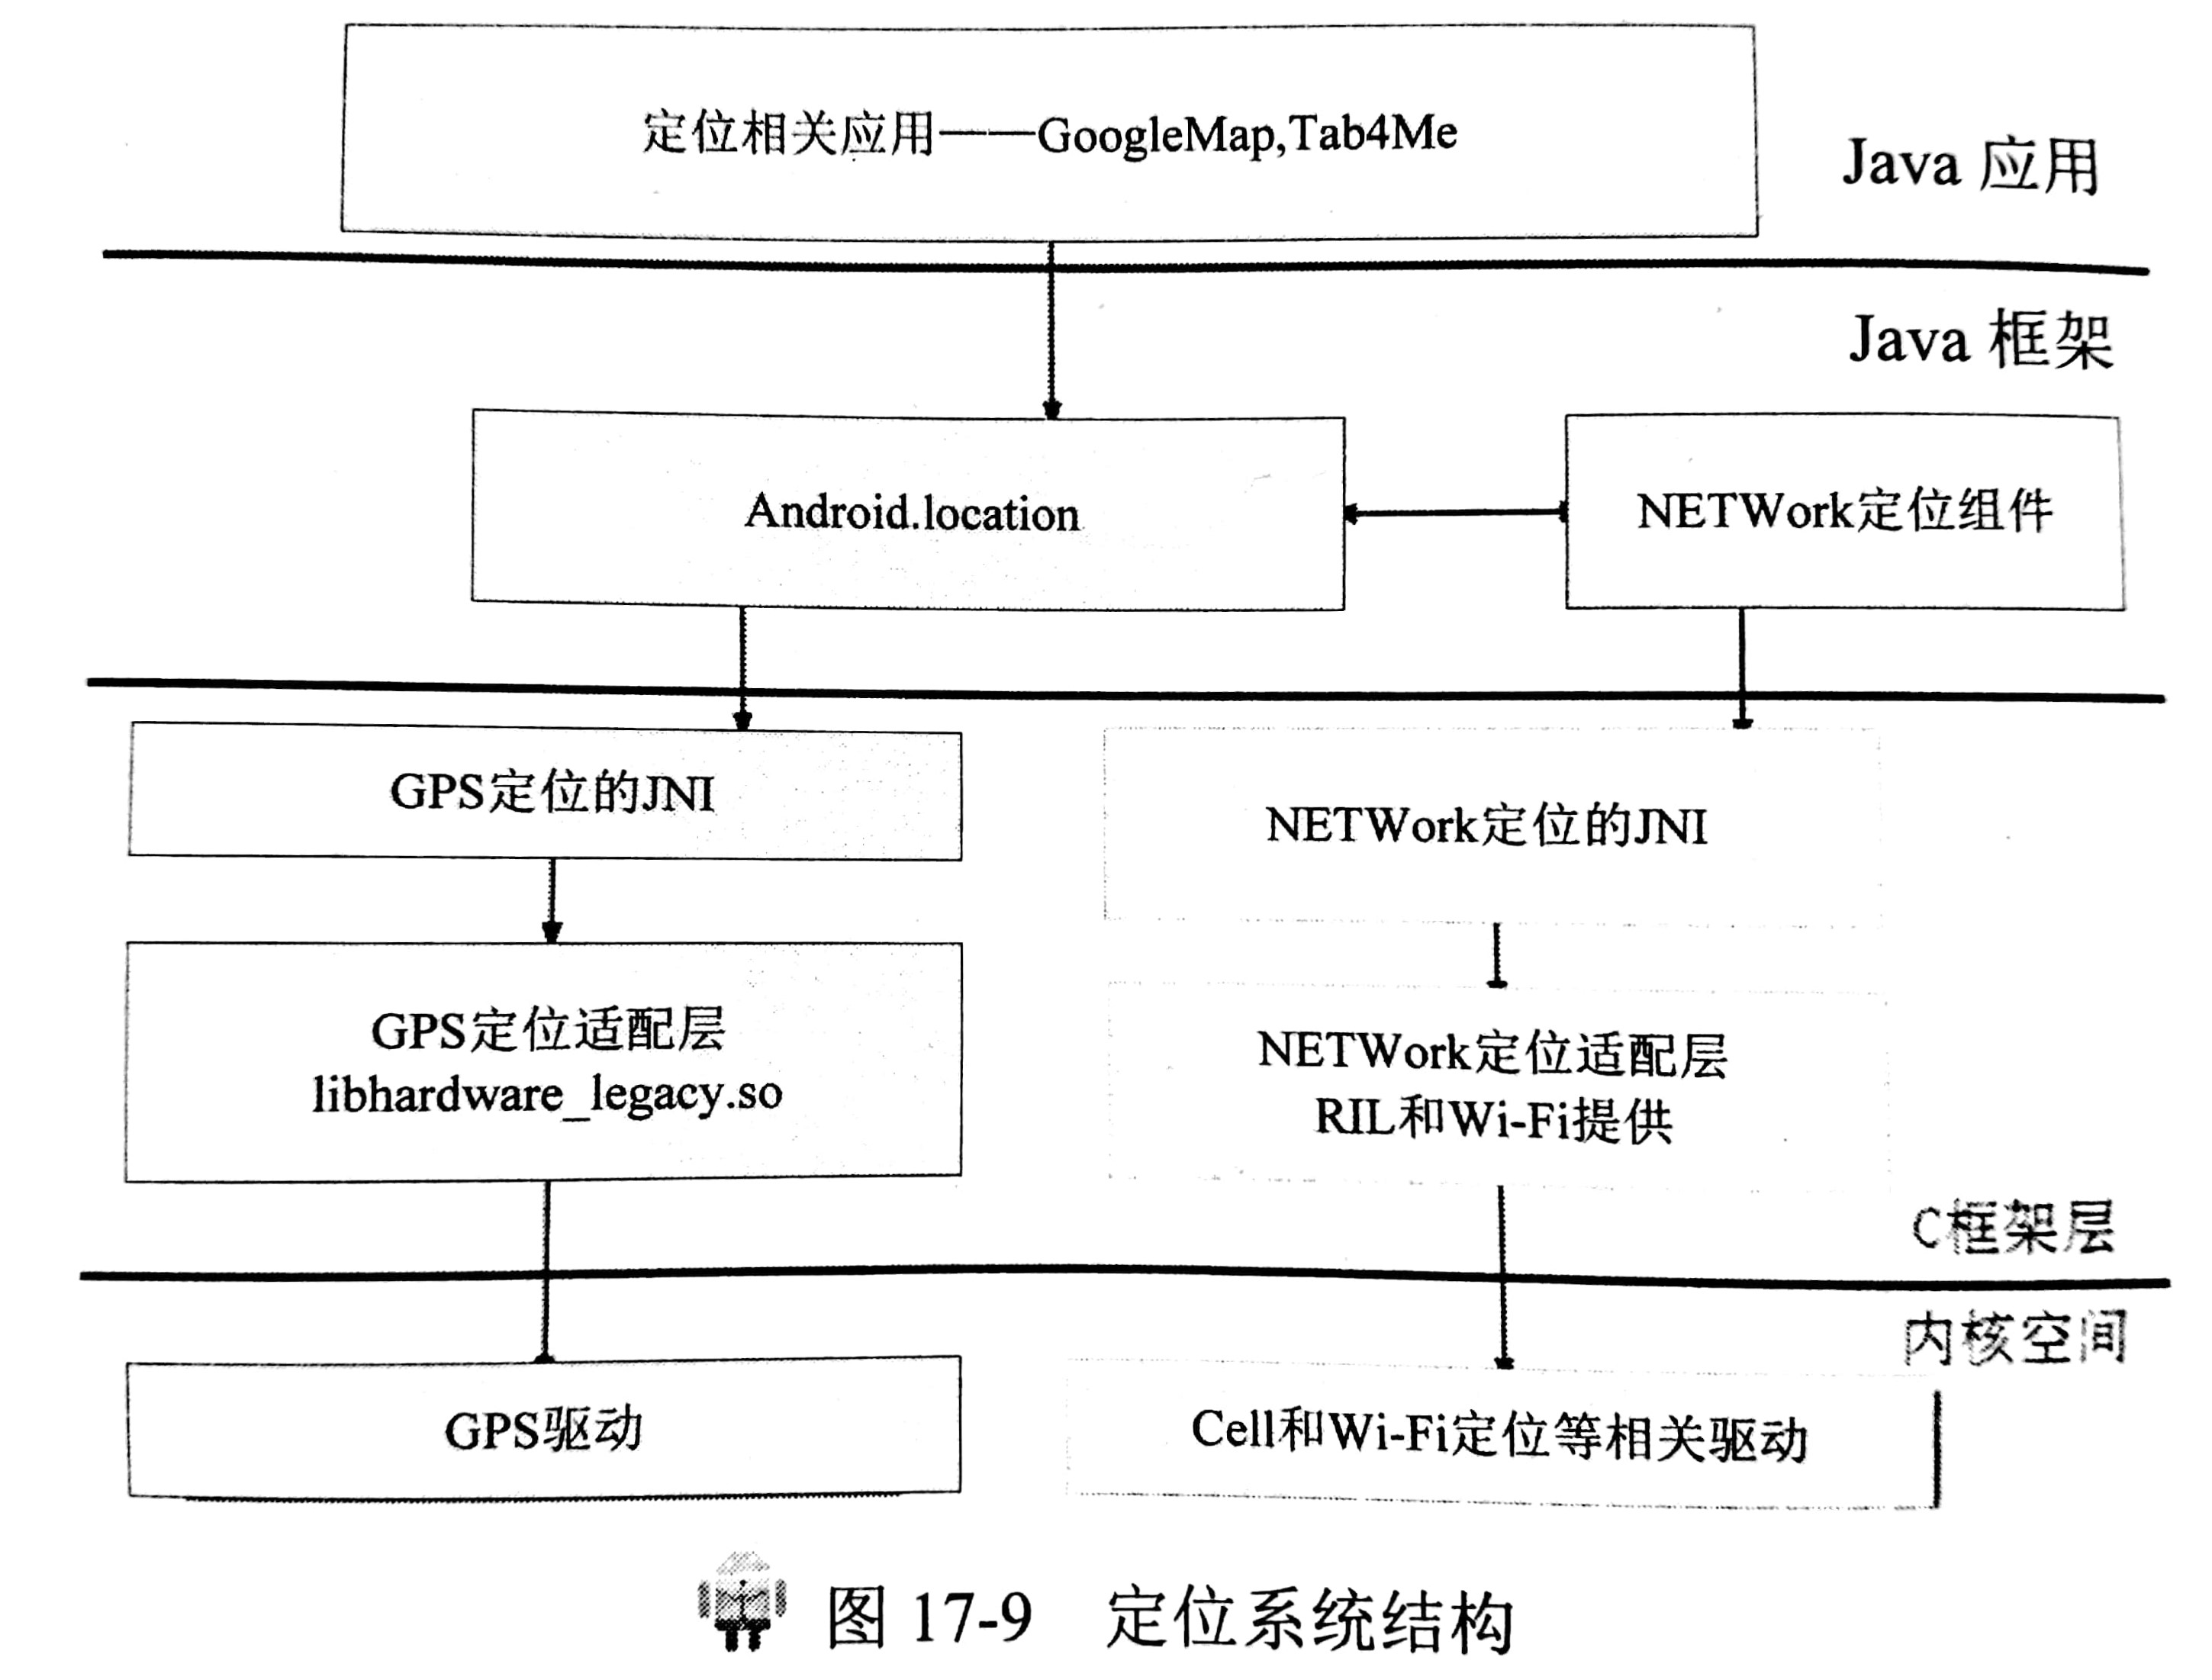 定位相关应用——GoogleMap,Tab4Me
Java 应用
Java 框架
Android.location
NETWork定位组件
GPS定位的JNI
NETWork定位的JNI
GPS定位适配层
libhardware_legacy.so
NETWork定位适配层
RIL和Wi-Fi提供
C框架层
内核空间
GPS驱动
Cell和Wi-Fi定位等相关驱动
图 17-9 定位系统结构